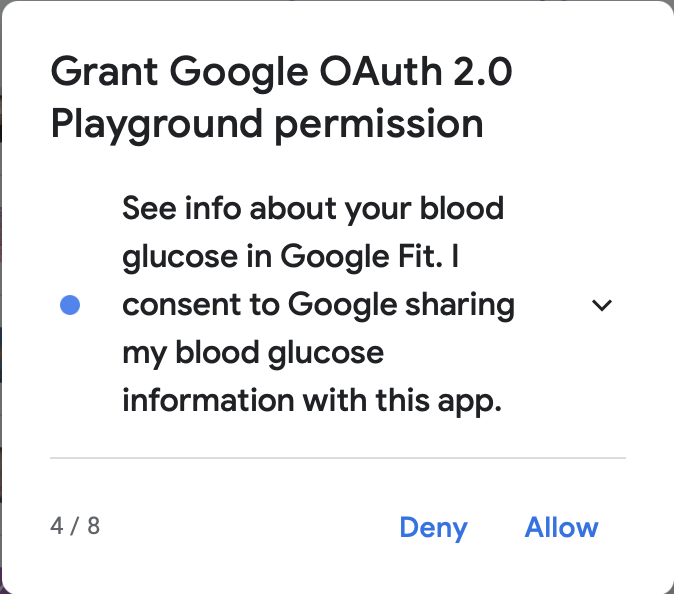 Grant Google OAuth 2.0
Playground permission
See info about your blood
glucose in Google Fit. I
consent to Google sharing
my blood glucose
information with this app.
4 / 8
Deny
Allow